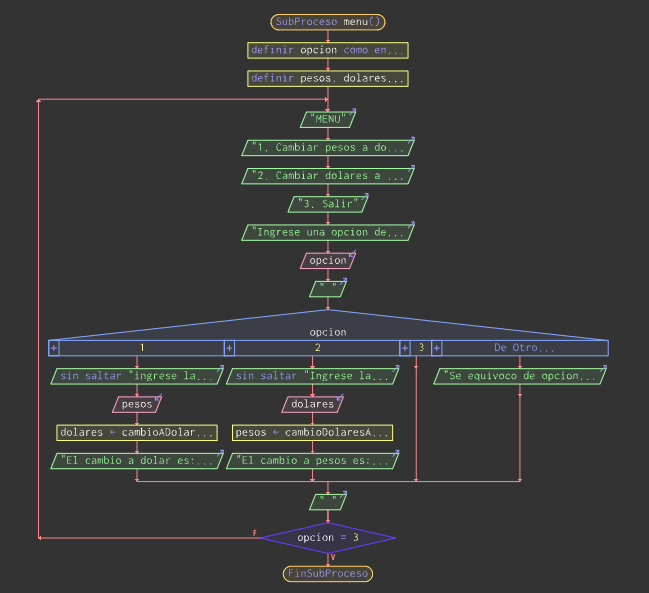 SubProceso menu()
definir opcion como en...
definir pesos, dolares...
"MENU"
"1. Cambiar pesos a do...
"2. Cambiar dolares a ...
"3. Salir"
"Ingrese una opcion de...
opcion
" "
opcion
+ 1 + 2 + 3 + De Otro...
sin saltar "ingrese la... sin saltar "Ingrese la... "Se equivoco de opcion...
pesos dolares
dolares ← cambioADolar... pesos ← cambioDolaresA...
"El cambio a dolar es:... "El cambio a pesos es:...
" "
F opcion = 3
V
FinSubProceso